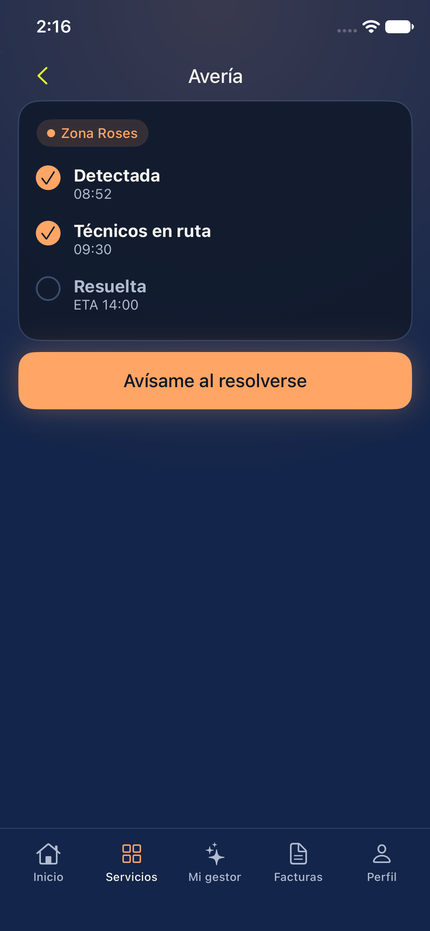 2:16
Avería
Zona Roses
Detectada
08:52
Técnicos en ruta
09:30
Resuelta
ETA 14:00
Avísame al resolverse
Inicio
Servicios
Mi gestor
Facturas
Perfil